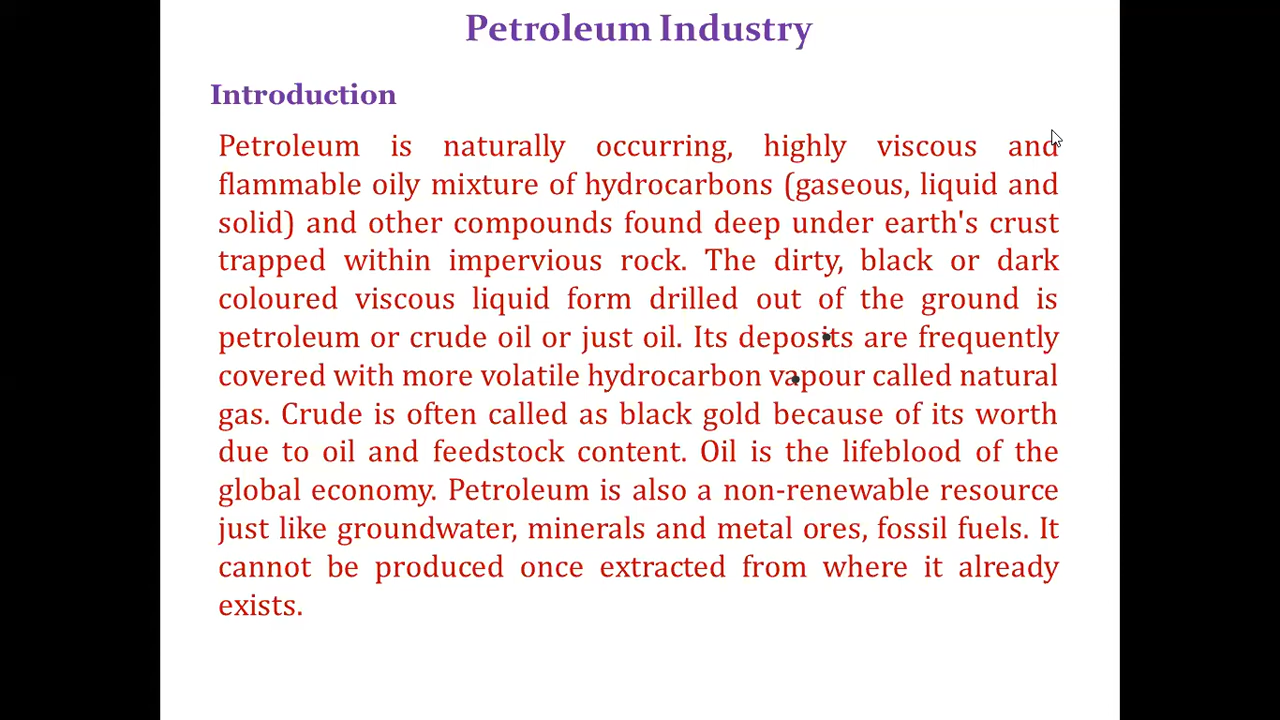 Petroleum Industry
Introduction
Petroleum is naturally occurring, highly viscous and
flammable oily mixture of hydrocarbons (gaseous, liquid and
solid) and other compounds found deep under earth's crust
trapped within impervious rock. The dirty, black or dark
coloured viscous liquid form drilled out of the ground is
petroleum or crude oil or just oil. Its deposits are frequently
covered with more volatile hydrocarbon vapour called natural
gas. Crude is often called as black gold because of its worth
due to oil and feedstock content. Oil is the lifeblood of the
global economy. Petroleum is also a non-renewable resource
just like groundwater, minerals and metal ores, fossil fuels. It
cannot be produced once extracted from where it already
exists.